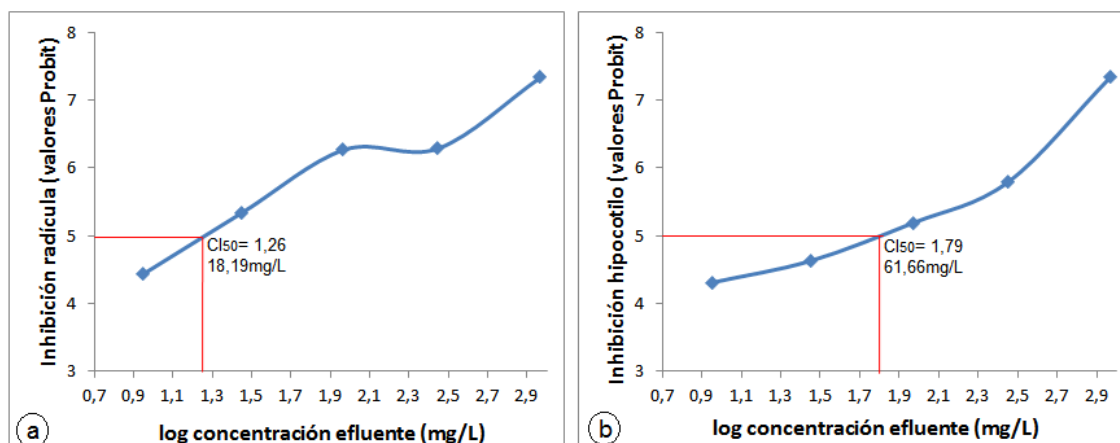 Inhibición radícula (valores Probit)
8
7
6
5
4
3
CI50= 1,26
18,19mg/L
0,7 0,9 1,1 1,3 1,5 1,7 1,9 2,1 2,3 2,5 2,7 2,9
a
log concentración efluente (mg/L)
Inhibición hipocotilo (valores Probit)
8
7
6
5
4
3
CI50= 1,79
61,66mg/L
0,7 0,9 1,1 1,3 1,5 1,7 1,9 2,1 2,3 2,5 2,7 2,9
b
log concentración efluente (mg/L)